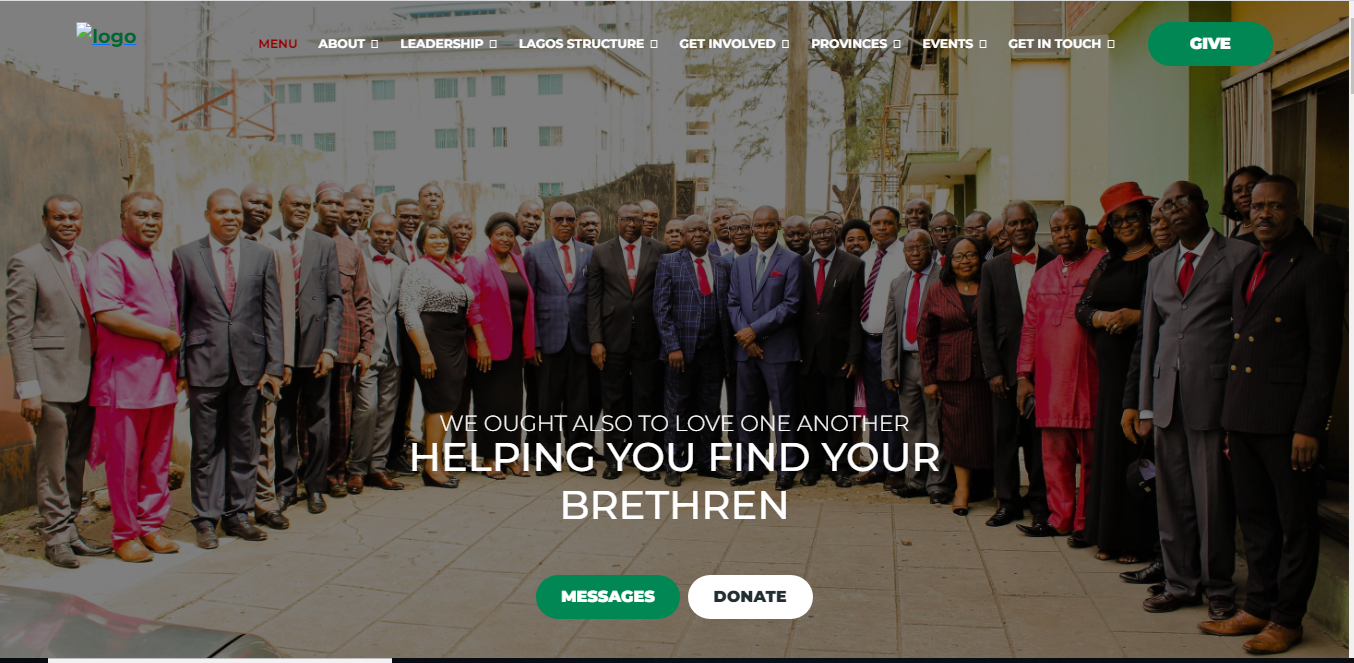 logo
MENU
ABOUT
LEADERSHIP
LAGOS STRUCTURE
GET INVOLVED
PROVINCES
EVENTS
GET IN TOUCH
GIVE
WE OUGHT ALSO TO LOVE ONE ANOTHER
HELPING YOU FIND YOUR
BRETHREN
MESSAGES
DONATE